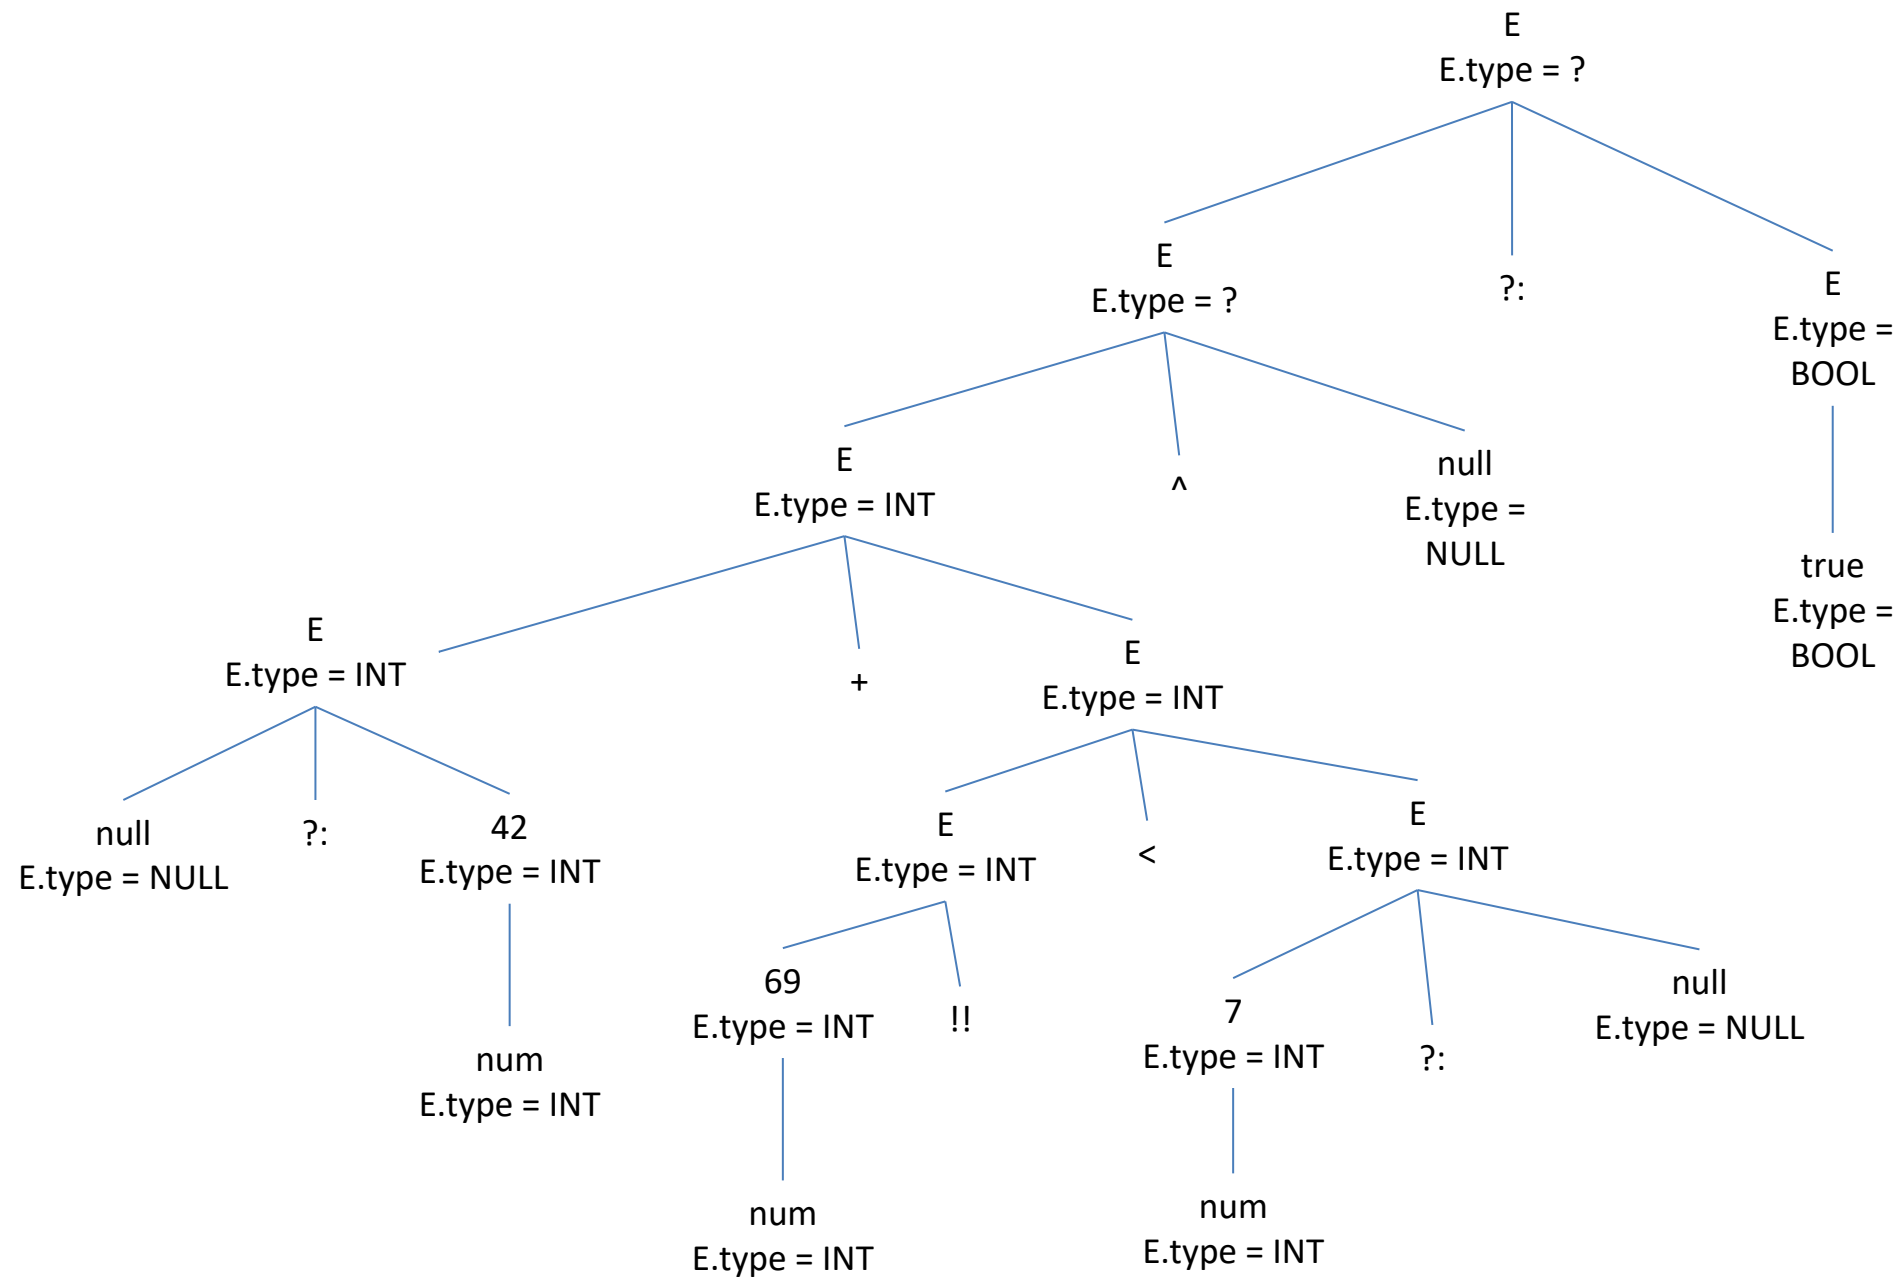 E
E.type = ?
E
E.type = ?
?:
E
E.type =
BOOL
E
E.type = INT
^
null
E.type =
NULL
true
E.type =
BOOL
E
E.type = INT
+
E
E.type = INT
null
E.type = NULL
?:
42
E.type = INT
E
E.type = INT
<
E
E.type = INT
69
E.type = INT
!!
7
E.type = INT
?:
null
E.type = NULL
num
E.type = INT
num
E.type = INT
num
E.type = INT